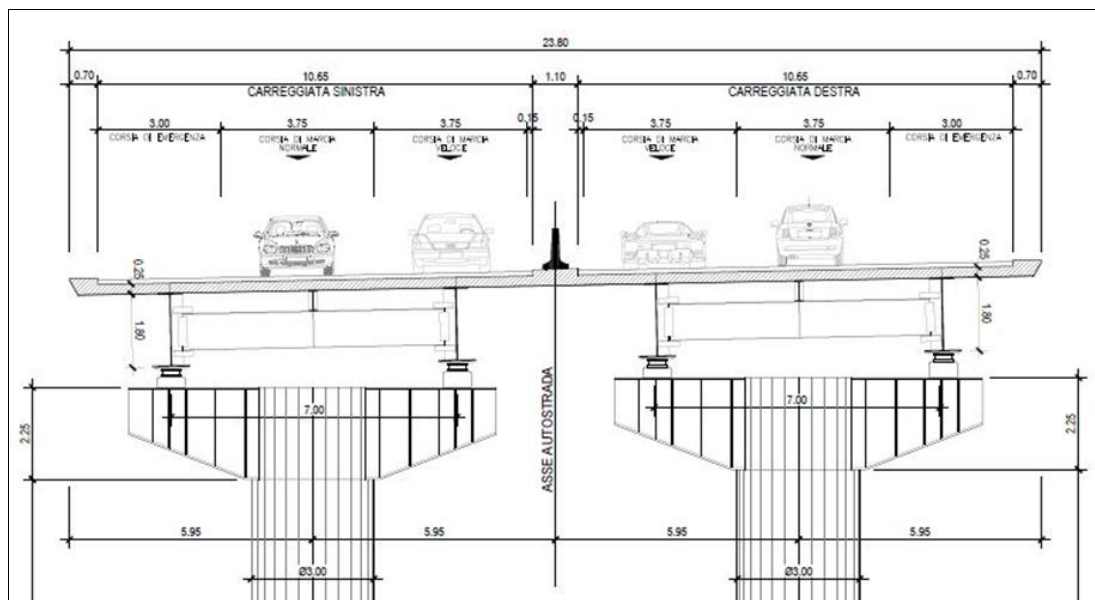 23.80
0.70 10.65 1.10 10.65 0.70
CARREGGIATA SINISTRA CARREGGIATA DESTRA
3.00 3.75 3.75 0.15 0.15 3.75 3.75 3.00
CORSIA DI EMERGENZA CORSIA DI MARCIA CORSIA DI MARCIA CORSIA DI MARCIA CORSIA DI MARCIA CORSIA DI EMERGENZA
NORMALE VELOCE VELOCE NORMALE
0.25 0.25
1.80 1.80
7.00 7.00
2.25 2.25
ASSE AUTOSTRADA
5.95 5.95 5.95 5.95
Ø3.00 Ø3.00